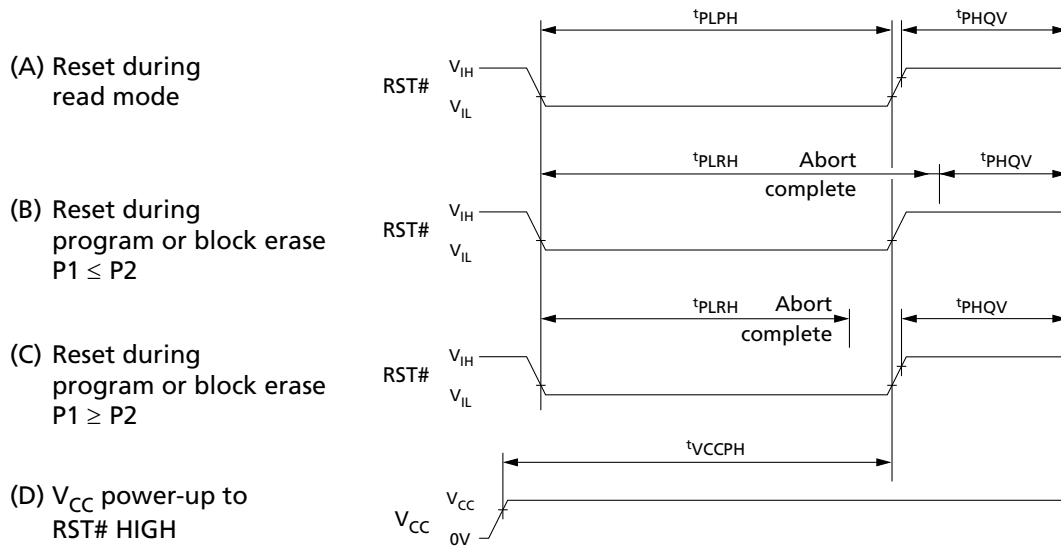 tPLPH
tPHQV
(A) Reset during
read mode
RST#
VIH
VIL
tPLRH
Abort
complete
tPHQV
(B) Reset during
program or block erase
P1 ≤ P2
RST#
VIH
VIL
tPLRH
Abort
complete
tPHQV
(C) Reset during
program or block erase
P1 ≥ P2
RST#
VIH
VIL
tVCCPH
(D) VCC power-up to
RST# HIGH
VCC
VCC
0V